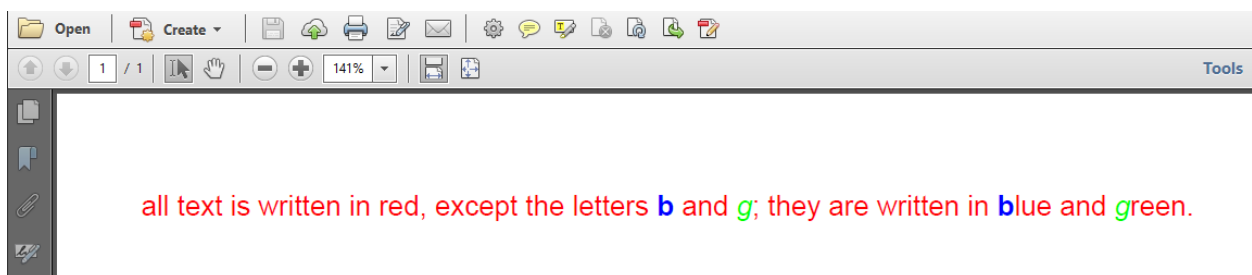 Open Create
1 / 1 141% Tools
all text is written in red, except the letters b and g; they are written in blue and green.